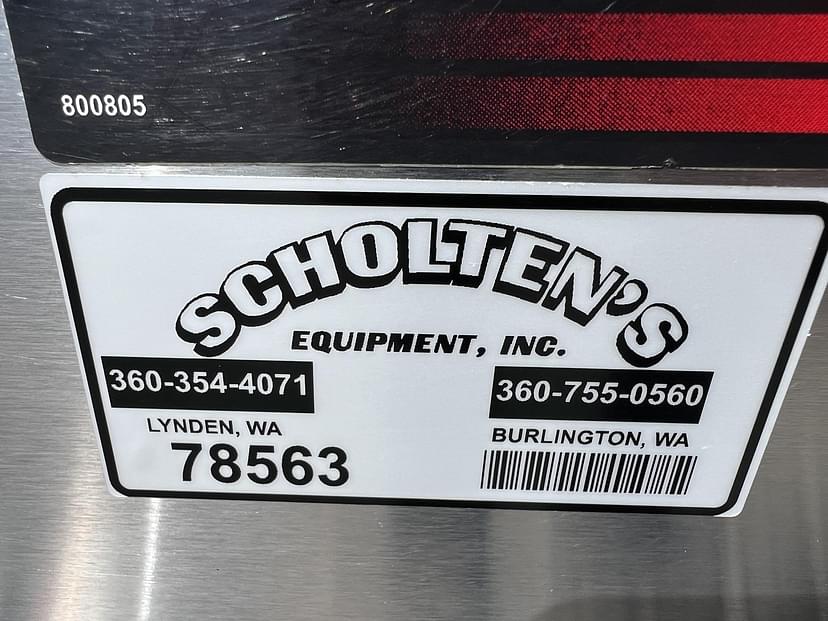 800805
SCHOLTEN'S
EQUIPMENT, INC.
360-354-4071
LYNDEN, WA
78563
360-755-0560
BURLINGTON, WA